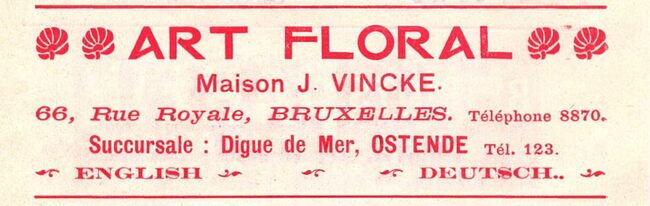 ART FLORAL
Maison J. VINCKE.
66, Rue Royale, BRUXELLES. Téléphone 8870.
Succursale : Digue de Mer, OSTENDE Tél. 123.
ENGLISH DEUTSCH..